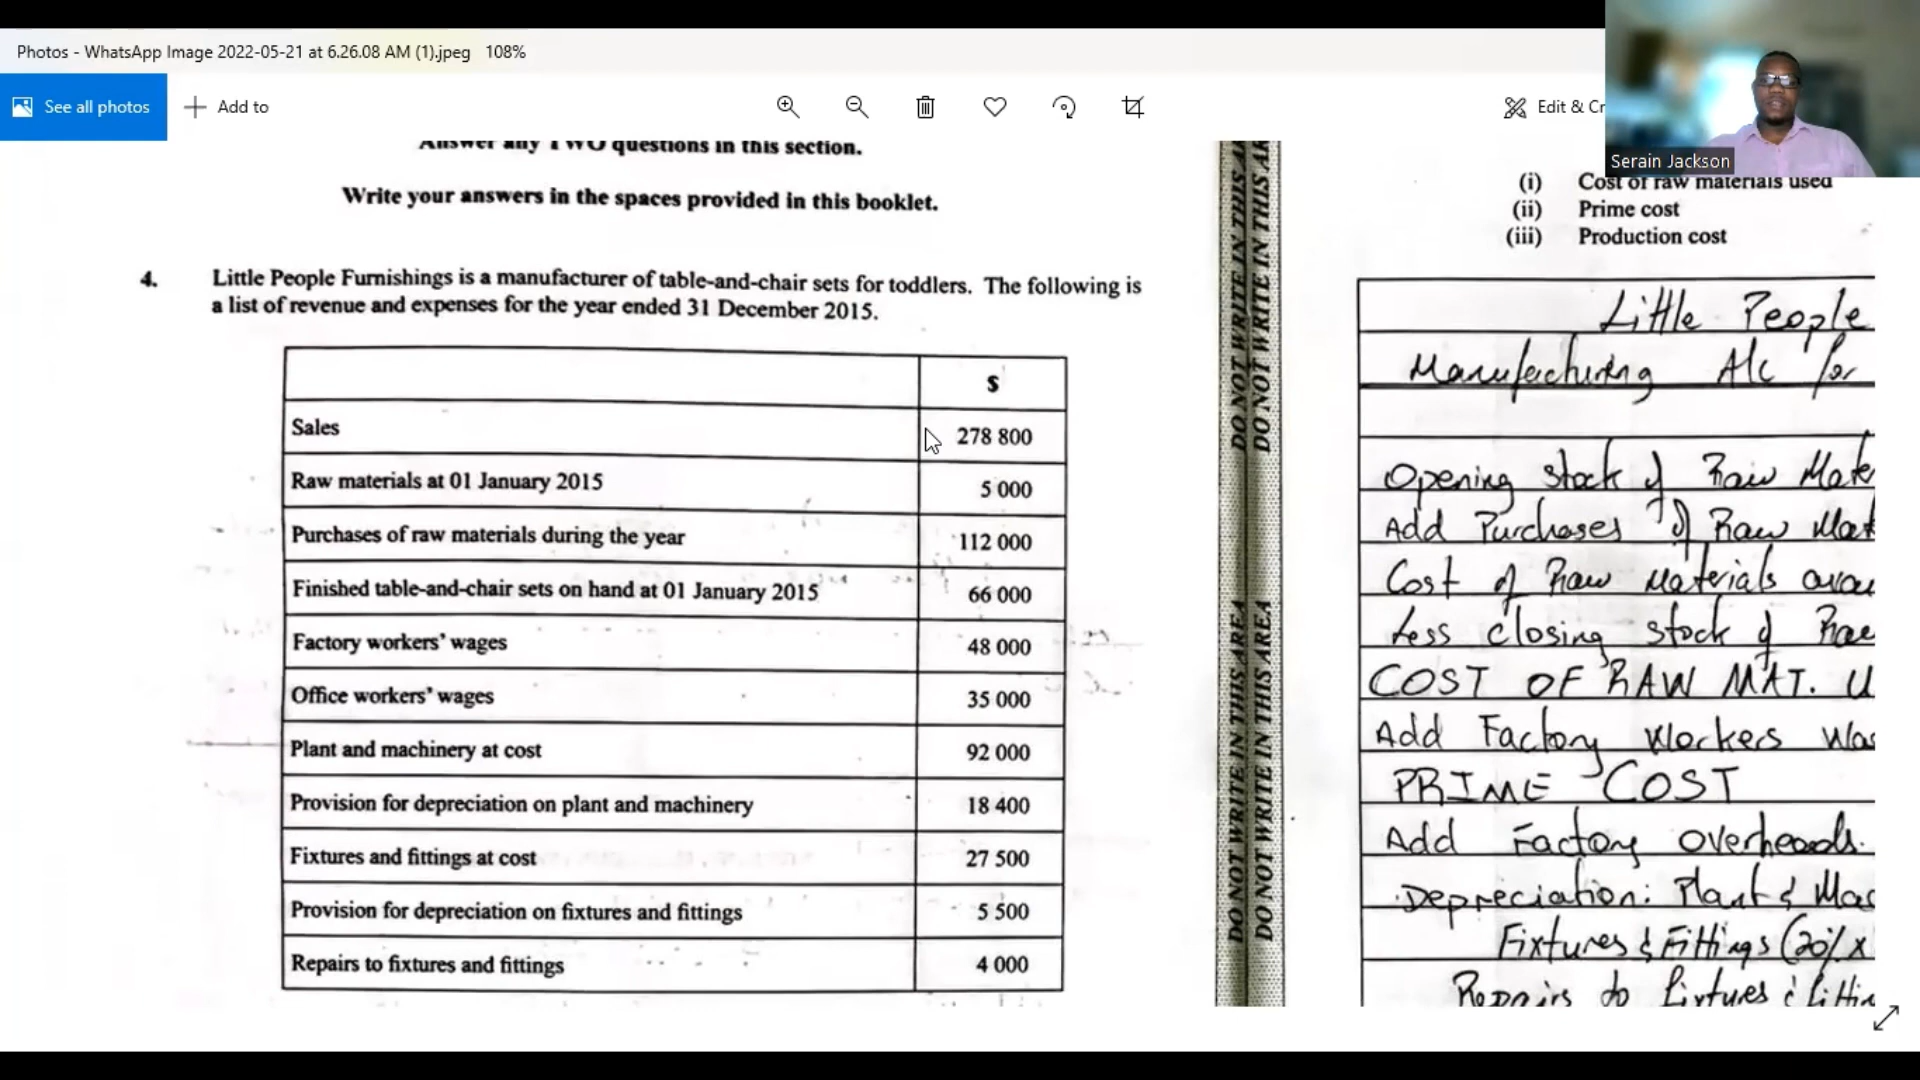 Photos - WhatsApp Image 2022-05-21 at 6.26.08 AM (1).jpeg 108%
See all photos
Add to
Edit & Cr
Serain Jackson
Answer any TWO questions in this section.
Write your answers in the spaces provided in this booklet.
4. Little People Furnishings is a manufacturer of table-and-chair sets for toddlers. The following is
a list of revenue and expenses for the year ended 31 December 2015.
$
Sales 278 800
Raw materials at 01 January 2015 5 000
Purchases of raw materials during the year 112 000
Finished table-and-chair sets on hand at 01 January 2015 66 000
Factory workers' wages 48 000
Office workers' wages 35 000
Plant and machinery at cost 92 000
Provision for depreciation on plant and machinery 18 400
Fixtures and fittings at cost 27 500
Provision for depreciation on fixtures and fittings 5 500
Repairs to fixtures and fittings 4 000
DO NOT WRITE IN THIS AR
DO NOT WRITE IN THIS AR
DO NOT WRITE IN THIS AREA
DO NOT WRITE IN THIS AREA
(i) Cost of raw materials used
(ii) Prime cost
(iii) Production cost
Little People
Manufacturing A/c for
Opening Stock of Raw Mate
Add Purchases of Raw Mat
Cost of Raw Materials avai
Less Closing Stock of Raw
COST OF RAW MAT. U
Add Factory Workers Wa
PRIME COST
Add Factory Overheads.
Depreciation: Plant & Mac
Fixtures & Fittings (20% x
Repairs to fixtures & fittin